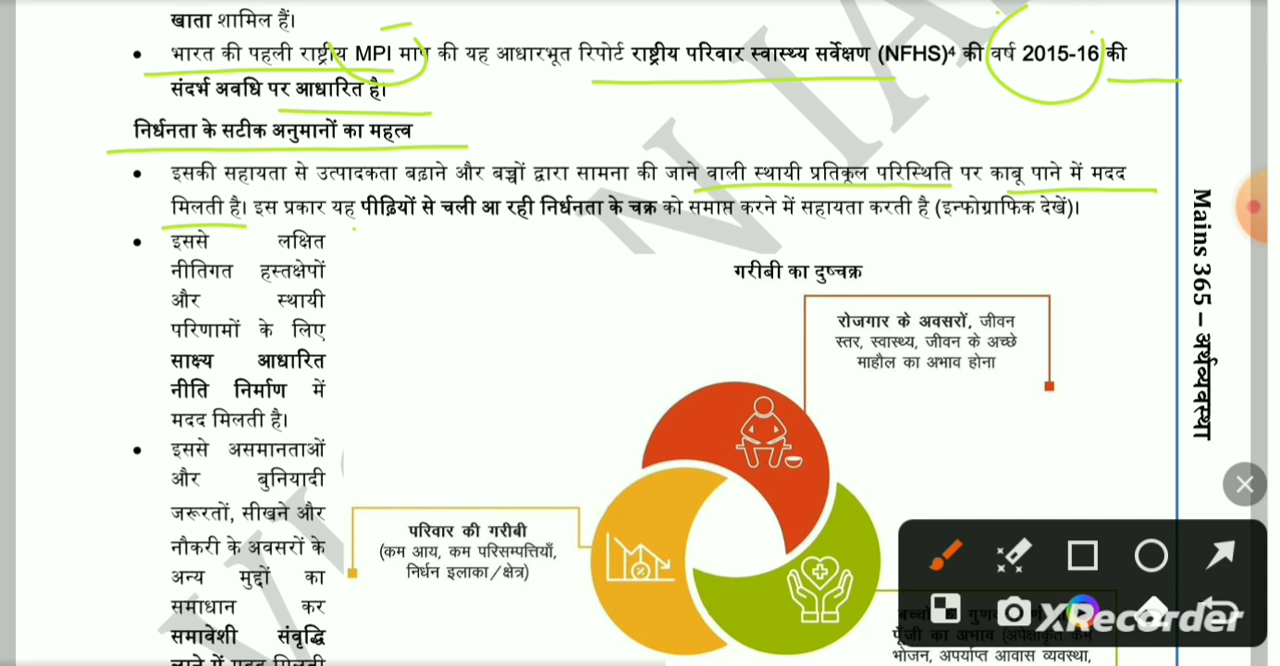 खाता शामिल हैं।
• भारत की पहली राष्ट्रीय MPI माप की यह आधारभूत रिपोर्ट राष्ट्रीय परिवार स्वास्थ्य सर्वेक्षण (NFHS)⁴ की वर्ष 2015-16 की
संदर्भ अवधि पर आधारित है।
निर्धनता के सटीक अनुमानों का महत्व
• इसकी सहायता से उत्पादकता बढ़ाने और बच्चों द्वारा सामना की जाने वाली स्थायी प्रतिकूल परिस्थिति पर काबू पाने में मदद
मिलती है। इस प्रकार यह पीढ़ियों से चली आ रही निर्धनता के चक्र को समाप्त करने में सहायता करती है (इन्फोग्राफिक देखें)।
• इससे लक्षित
नीतिगत हस्तक्षेपों
और स्थायी
परिणामों के लिए
साक्ष्य आधारित
नीति निर्माण में
मदद मिलती है।
• इससे असमानताओं
और बुनियादी
जरूरतों, सीखने और
नौकरी के अवसरों के
अन्य मुद्दों का
समाधान कर
समावेशी संवृद्धि
गरीबी का दुष्चक्र
रोजगार के अवसरों, जीवन
स्तर, स्वास्थ्य, जीवन के अच्छे
माहौल का अभाव होना
परिवार की गरीबी
(कम आय, कम परिसम्पत्तियाँ,
निर्धन इलाका/क्षेत्र)
पूँजी का अभाव (अपेक्षाकृत कम
भोजन, अपर्याप्त आवास व्यवस्था,
Mains 365 – अर्थव्यवस्था
XRecorder